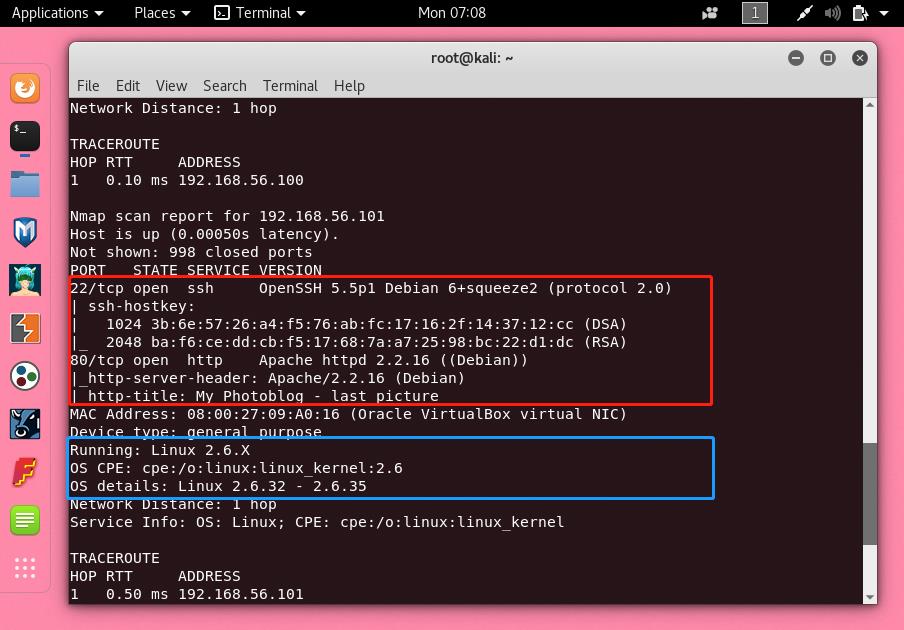 Applications Places Terminal Mon 07:08 1
root@kali: ~
File Edit View Search Terminal Help
Network Distance: 1 hop
TRACEROUTE
HOP RTT     ADDRESS
1   0.10 ms 192.168.56.100
Nmap scan report for 192.168.56.101
Host is up (0.00050s latency).
Not shown: 998 closed ports
PORT   STATE SERVICE VERSION
22/tcp open  ssh     OpenSSH 5.5p1 Debian 6+squeeze2 (protocol 2.0)
| ssh-hostkey:
|   1024 3b:6e:57:26:a4:f5:76:ab:fc:17:16:2f:14:37:12:cc (DSA)
|_  2048 ba:f6:ce:dd:cb:f5:17:68:7a:a7:25:98:bc:22:d1:dc (RSA)
80/tcp open  http    Apache httpd 2.2.16 ((Debian))
|_http-server-header: Apache/2.2.16 (Debian)
|_http-title: My Photoblog - last picture
MAC Address: 08:00:27:09:A0:16 (Oracle VirtualBox virtual NIC)
Device type: general purpose
Running: Linux 2.6.X
OS CPE: cpe:/o:linux:linux_kernel:2.6
OS details: Linux 2.6.32 - 2.6.35
Network Distance: 1 hop
Service Info: OS: Linux; CPE: cpe:/o:linux:linux_kernel
TRACEROUTE
HOP RTT     ADDRESS
1   0.50 ms 192.168.56.101